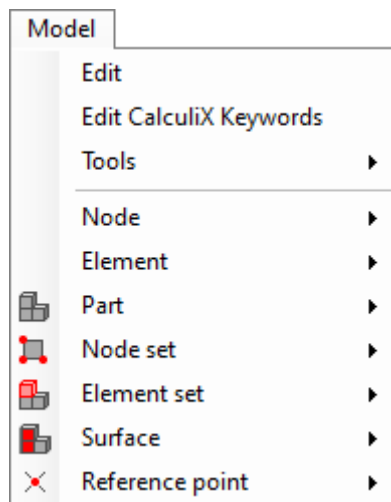 Model
Edit
Edit CalculiX Keywords
Tools
Node
Element
Part
Node set
Element set
Surface
Reference point